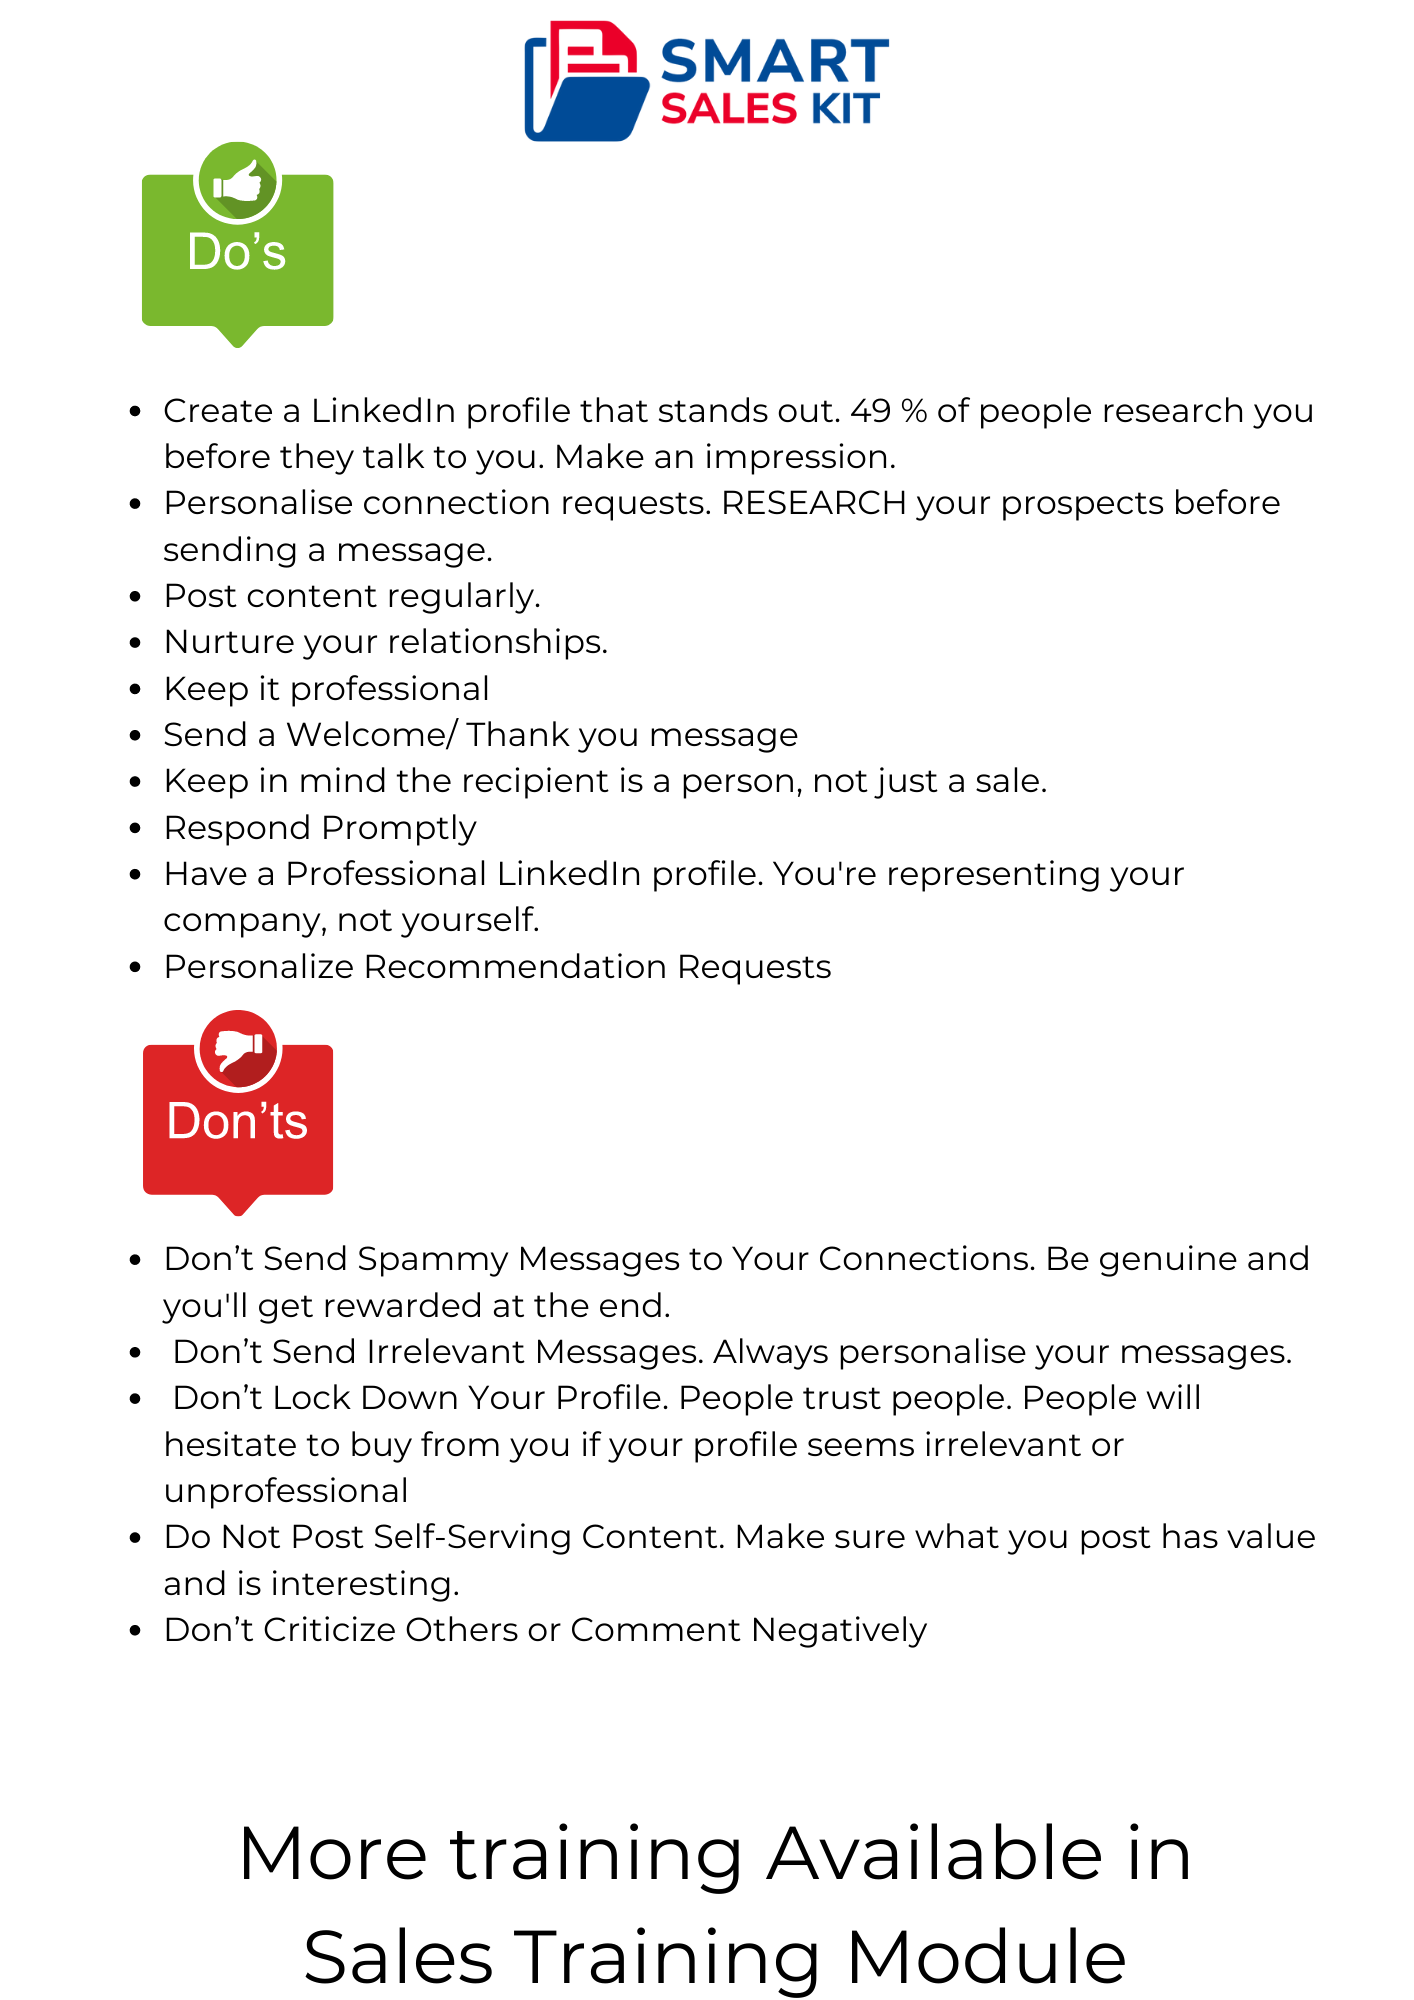 SMART
SALES KIT
Do’s
• Create a LinkedIn profile that stands out. 49 % of people research you
before they talk to you. Make an impression.
• Personalise connection requests. RESEARCH your prospects before
sending a message.
• Post content regularly.
• Nurture your relationships.
• Keep it professional
• Send a Welcome/ Thank you message
• Keep in mind the recipient is a person, not just a sale.
• Respond Promptly
• Have a Professional LinkedIn profile. You're representing your
company, not yourself.
• Personalize Recommendation Requests
Don’ts
• Don’t Send Spammy Messages to Your Connections. Be genuine and
you'll get rewarded at the end.
• Don’t Send Irrelevant Messages. Always personalise your messages.
• Don’t Lock Down Your Profile. People trust people. People will
hesitate to buy from you if your profile seems irrelevant or
unprofessional
• Do Not Post Self-Serving Content. Make sure what you post has value
and is interesting.
• Don’t Criticize Others or Comment Negatively
More training Available in
Sales Training Module